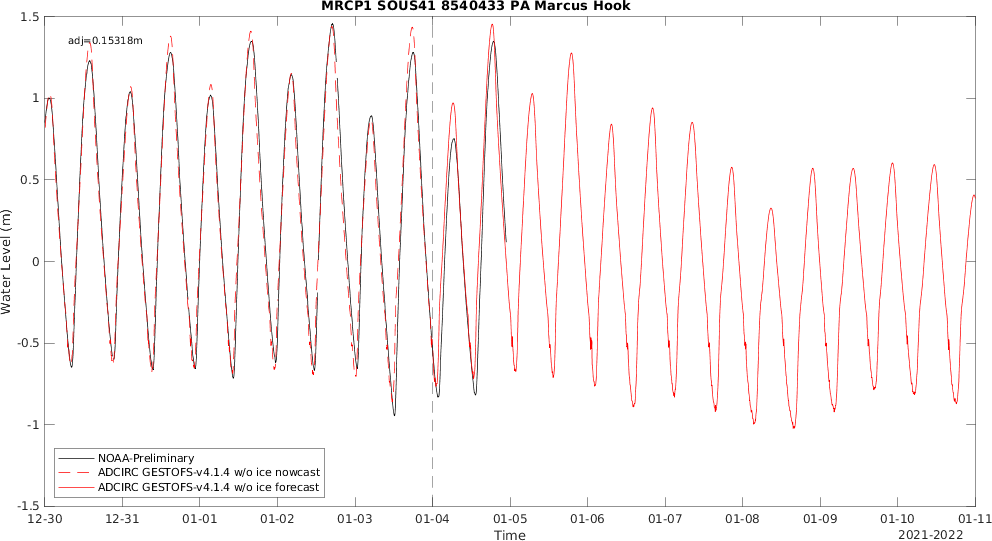 MRCP1 SOUS41 8540433 PA Marcus Hook
adj=0.15318m
1.5
1
0.5
0
-0.5
-1
-1.5
Water Level (m)
NOAA-Preliminary
ADCIRC GESTOFS-v4.1.4 w/o ice nowcast
ADCIRC GESTOFS-v4.1.4 w/o ice forecast
12-30 12-31 01-01 01-02 01-03 01-04 01-05 01-06 01-07 01-08 01-09 01-10 01-11
Time
2021-2022